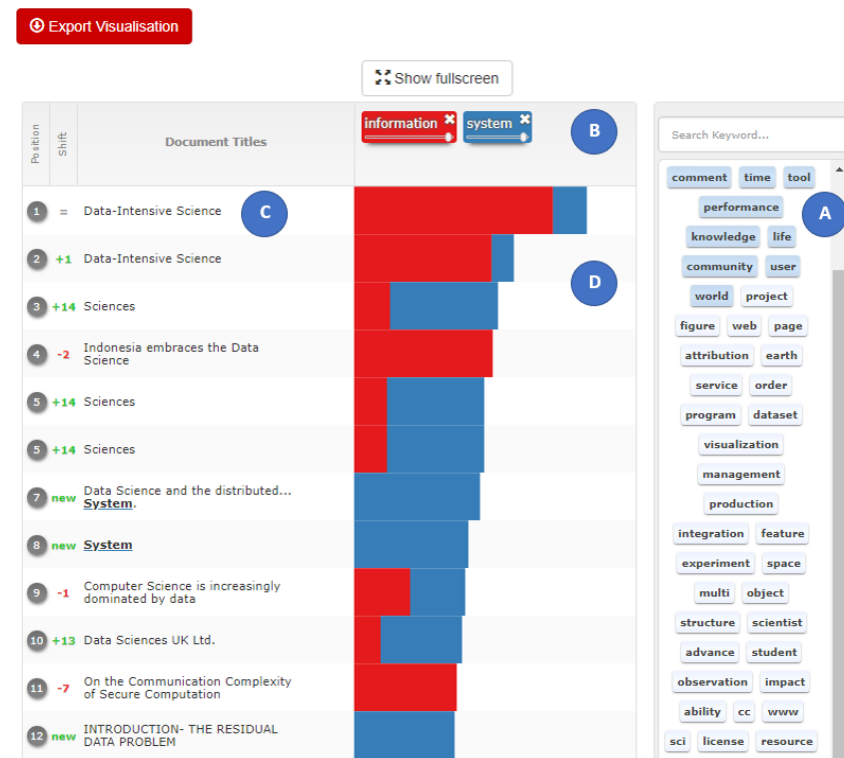 Export Visualisation
Show fullscreen
Position
Shift
Document Titles
information ✖ system ✖
B
Search Keyword...
1 = Data-Intensive Science
C
2 +1 Data-Intensive Science
D
3 +14 Sciences
4 -2 Indonesia embraces the Data
Science
5 +14 Sciences
5 +14 Sciences
7 new Data Science and the distributed...
System.
8 new System
9 -1 Computer Science is increasingly
dominated by data
10 +13 Data Sciences UK Ltd.
11 -7 On the Communication Complexity
of Secure Computation
12 new INTRODUCTION- THE RESIDUAL
DATA PROBLEM
comment time tool
performance
A
knowledge life
community user
world project
figure web page
attribution earth
service order
program dataset
visualization
management
production
integration feature
experiment space
multi object
structure scientist
advance student
observation impact
ability cc www
sci license resource